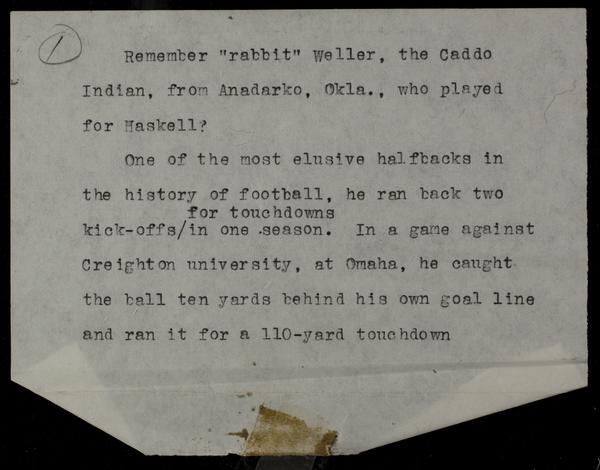 1
Remember "rabbit" Weller, the Caddo
Indian, from Anadarko, Okla., who played
for Haskell?
One of the most elusive halfbacks in
the history of football, he ran back two
for touchdowns
kick-offs/in one season. In a game against
Creighton university, at Omaha, he caught
the ball ten yards behind his own goal line
and ran it for a 110-yard touchdown